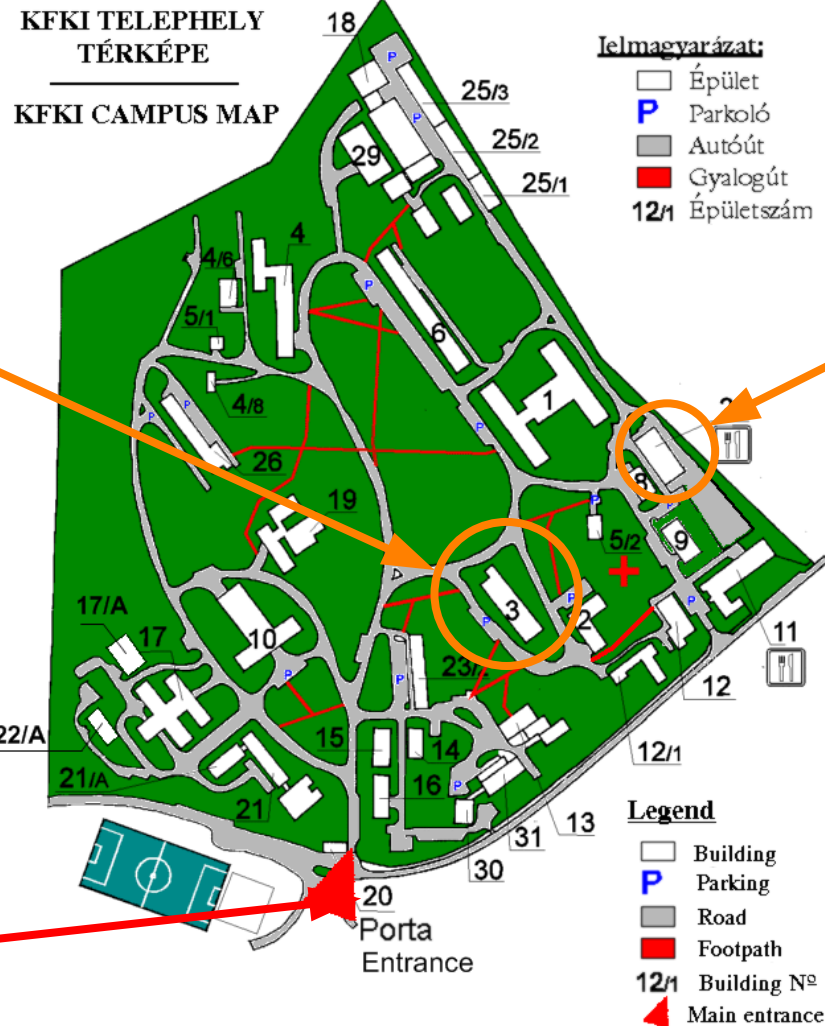 KFKI TELEPHELY
TÉRKÉPE
KFKI CAMPUS MAP
Jelmagyarázat:
Épület
P Parkoló
Autóút
Gyalogút
12/1 Épületszám
18
P
25/3
P
25/2
29
25/1
4
4/6
P
5/1
6
4/8
1
P
P
26
P
8
P
19
P
5/2
9
17/A
3
P
2
P
11
17
10
P
23/2
12
P
P
22/A
15
14
12/1
21/A
21
16
P
31
13
30
20
Porta
Entrance
Legend
Building
P Parking
Road
Footpath
12/1 Building Nº
Main entrance